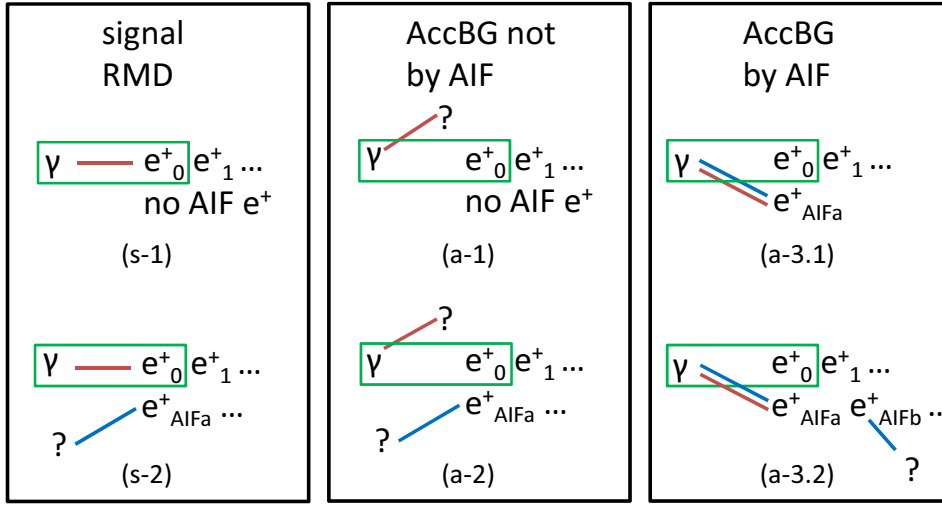 signal
RMD
γ e⁺₀ e⁺₁ ...
no AIF e⁺
(s-1)
γ e⁺₀ e⁺₁ ...
e⁺AIFa ...
?
(s-2)
AccBG not
by AIF
?
γ e⁺₀ e⁺₁ ...
no AIF e⁺
(a-1)
?
γ e⁺₀ e⁺₁ ...
e⁺AIFa ...
?
(a-2)
AccBG
by AIF
γ e⁺₀ e⁺₁ ...
e⁺AIFa
(a-3.1)
γ e⁺₀ e⁺₁ ...
e⁺AIFa e⁺AIFb ..
?
(a-3.2)